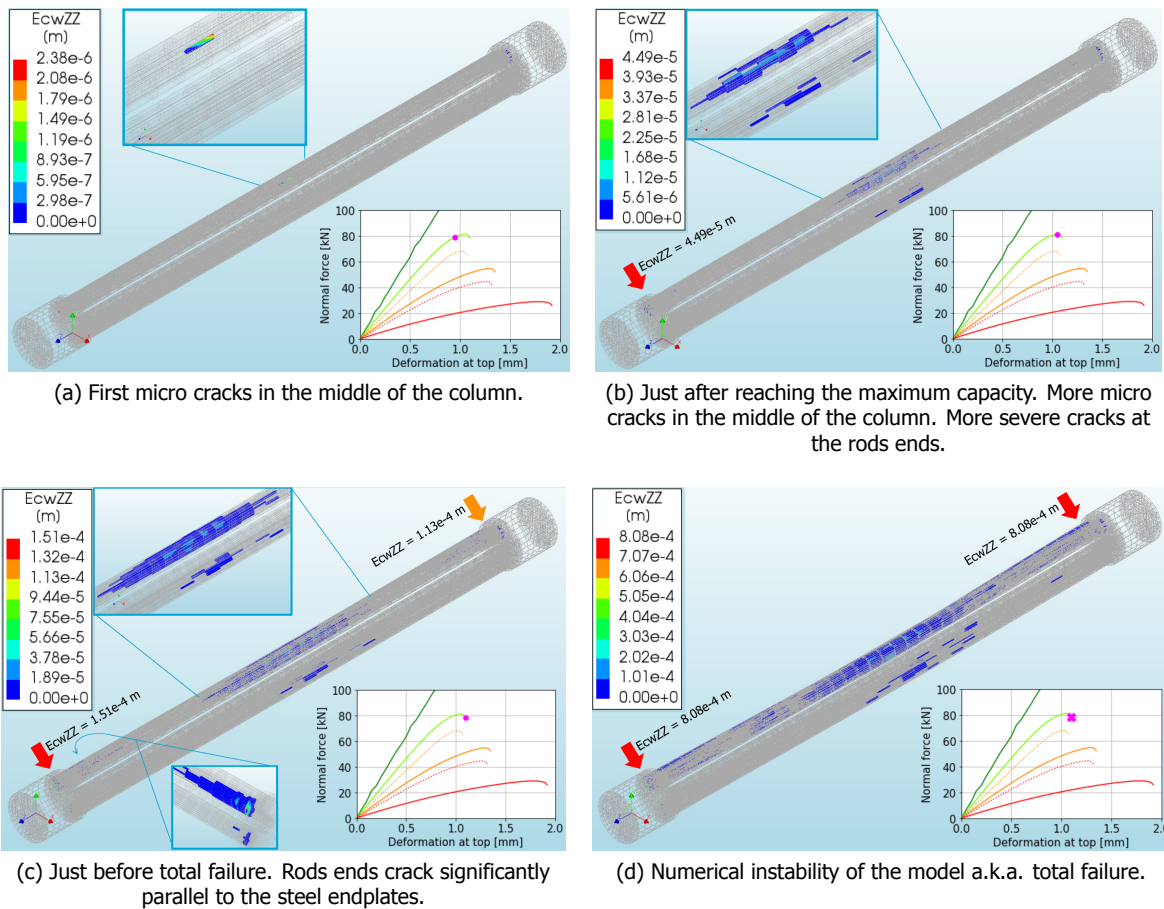 EcwZZ
(m)
2.38e-6
2.08e-6
1.79e-6
1.49e-6
1.19e-6
8.93e-7
5.95e-7
2.98e-7
0.00e+0
Normal force [kN]
100
80
60
40
20
0
0.0 0.5 1.0 1.5 2.0
Deformation at top [mm]
(a) First micro cracks in the middle of the column.
EcwZZ
(m)
4.49e-5
3.93e-5
3.37e-5
2.81e-5
2.25e-5
1.68e-5
1.12e-5
5.61e-6
0.00e+0
EcwZZ = 4.49e-5 m
Normal force [kN]
100
80
60
40
20
0
0.0 0.5 1.0 1.5 2.0
Deformation at top [mm]
(b) Just after reaching the maximum capacity. More micro
cracks in the middle of the column. More severe cracks at
the rods ends.
EcwZZ
(m)
1.51e-4
1.32e-4
1.13e-4
9.44e-5
7.55e-5
5.66e-5
3.78e-5
1.89e-5
0.00e+0
EcwZZ = 1.13e-4 m
EcwZZ = 1.51e-4 m
Normal force [kN]
100
80
60
40
20
0
0.0 0.5 1.0 1.5 2.0
Deformation at top [mm]
(c) Just before total failure. Rods ends crack significantly
parallel to the steel endplates.
EcwZZ
(m)
8.08e-4
7.07e-4
6.06e-4
5.05e-4
4.04e-4
3.03e-4
2.02e-4
1.01e-4
0.00e+0
EcwZZ = 8.08e-4 m
EcwZZ = 8.08e-4 m
Normal force [kN]
100
80
60
40
20
0
0.0 0.5 1.0 1.5 2.0
Deformation at top [mm]
(d) Numerical instability of the model a.k.a. total failure.